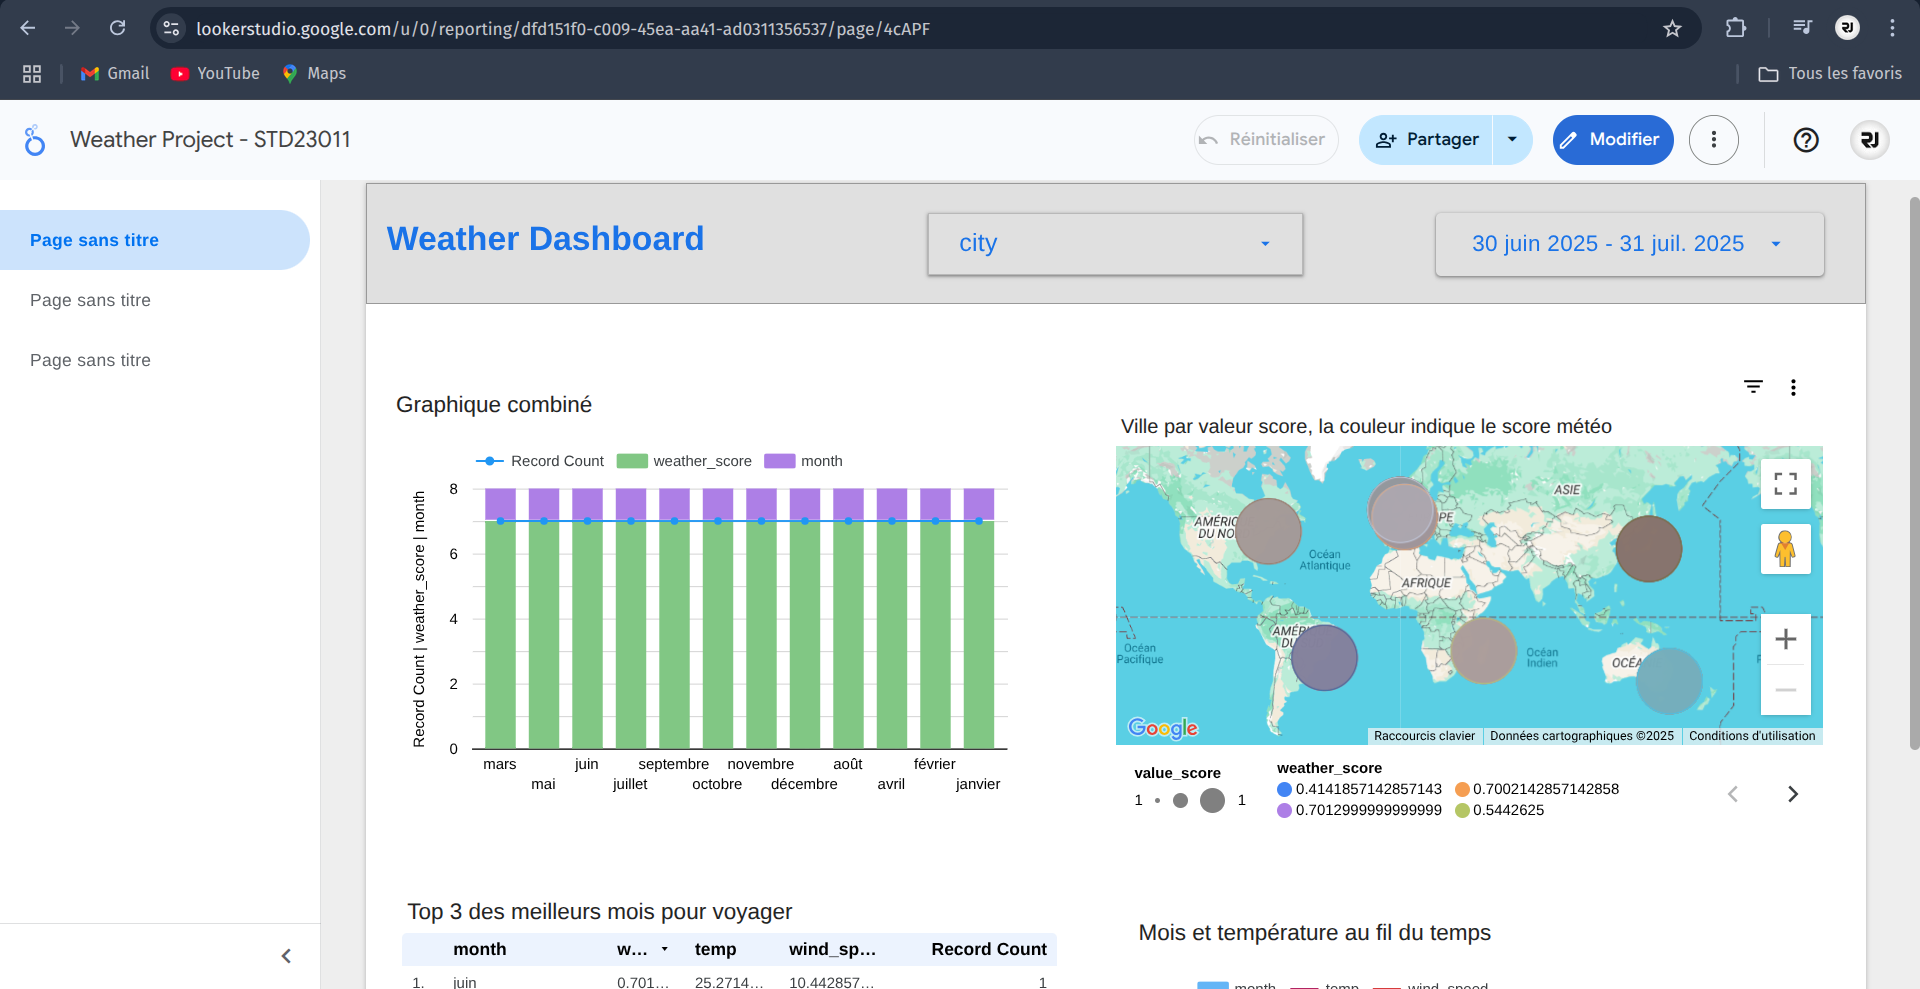 lookerstudio.google.com/u/0/reporting/dfd151f0-c009-45ea-aa41-ad0311356537/page/4cAPF
Gmail
YouTube
Maps
Tous les favoris
Weather Project - STD23011
Réinitialiser
Partager
Modifier
Page sans titre
Page sans titre
Page sans titre
Weather Dashboard
city
30 juin 2025 - 31 juil. 2025
Graphique combiné
Record Count
weather_score
month
Record Count | weather_score | month
8
6
4
2
0
mars
mai
juin
juillet
septembre
octobre
novembre
décembre
août
avril
février
janvier
Ville par valeur score, la couleur indique le score météo
ASIE
AMÉRIQ
DU NO
PE
Océan
Atlantique
AFRIQUE
AMÉR
DU
Océan
Pacifique
Océan
Indien
OCÉA
Google
Raccourcis clavier
Données cartographiques ©2025
Conditions d'utilisation
value_score
1
1
weather_score
0.4141857142857143
0.7002142857142858
0.7012999999999999
0.5442625
Top 3 des meilleurs mois pour voyager
month
w...
temp
wind_sp...
Record Count
1.
juin
0.701...
25.2714...
10.442857...
1
Mois et température au fil du temps
month
temp
wind_speed